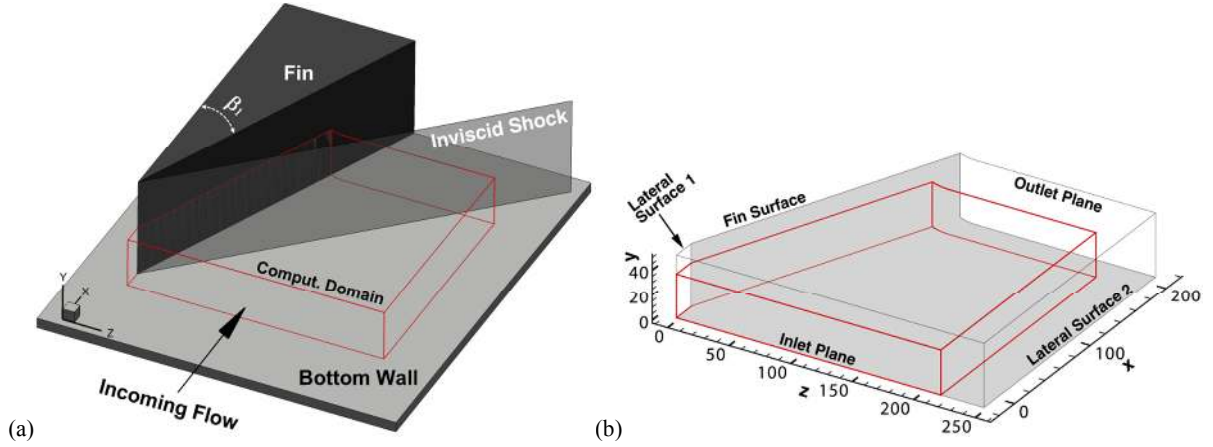 Fin
β₁
Inviscid Shock
Comput. Domain
Y
X
Z
Incoming Flow
Bottom Wall
(a)
Lateral
Surface 1
Fin Surface
Outlet Plane
y
40
20
0
Inlet Plane
Lateral Surface 2
0
50
100
150
200
250
z
0
100
200
x
(b)